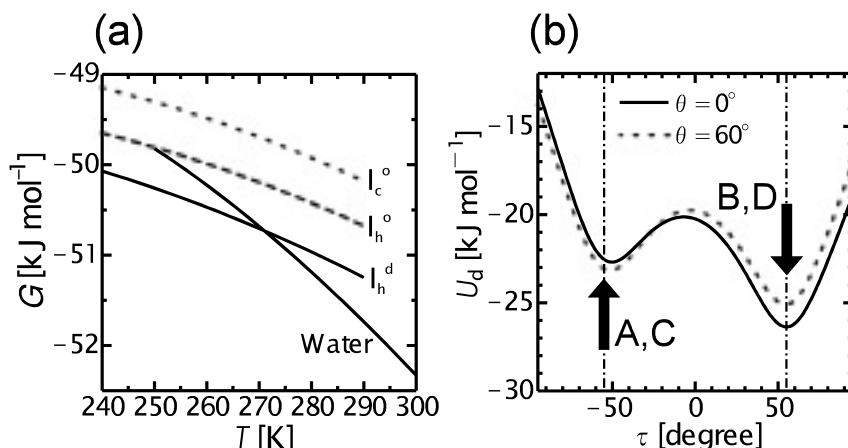 (a)
−49
−50
−51
−52
240 250 260 270 280 290 300
G [kJ mol⁻¹]
T [K]
I_c^o
I_h^o
I_h^d
Water
(b)
−15
−20
−25
−30
−50 0 50
U_d [kJ mol⁻¹]
τ [degree]
θ = 0°
θ = 60°
B,D
A,C